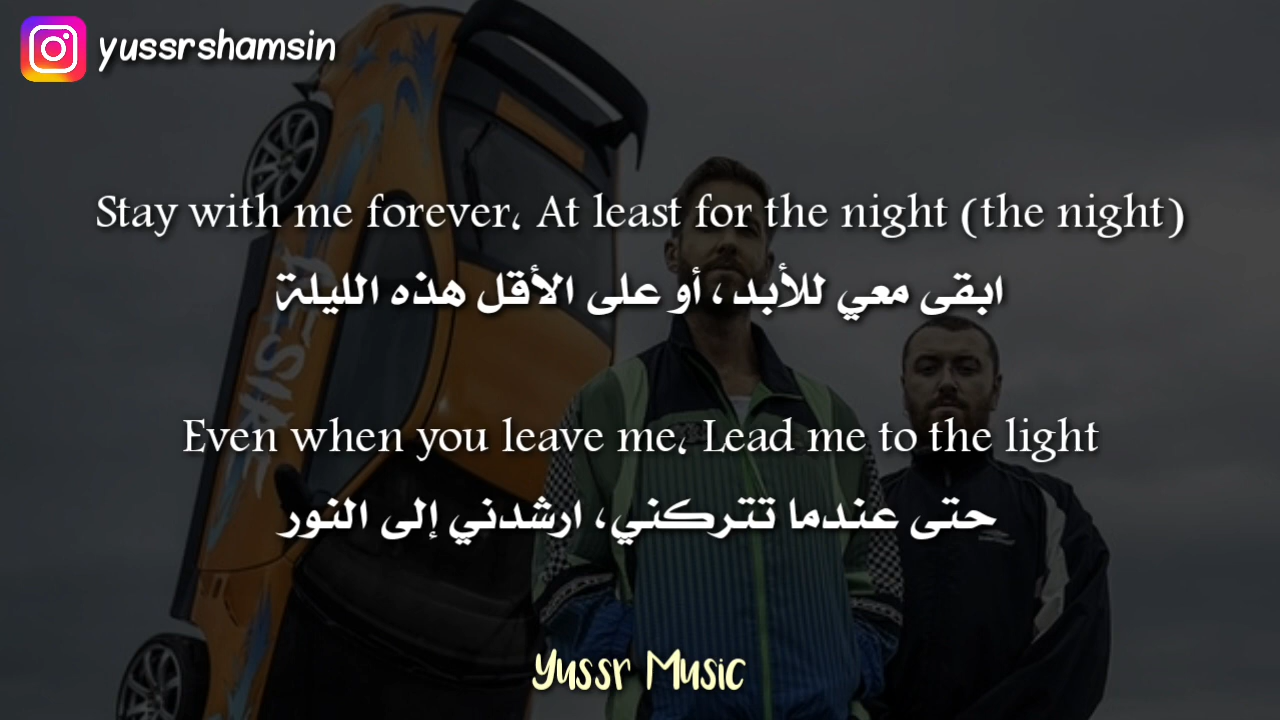 yussrshamsin
Stay with me forever، At least for the night (the night)
ابقى معي للأبد، أو على الأقل هذه الليلة
Even when you leave me، Lead me to the light
حتى عندما تتركني، ارشدني إلى النور
Yussr Music